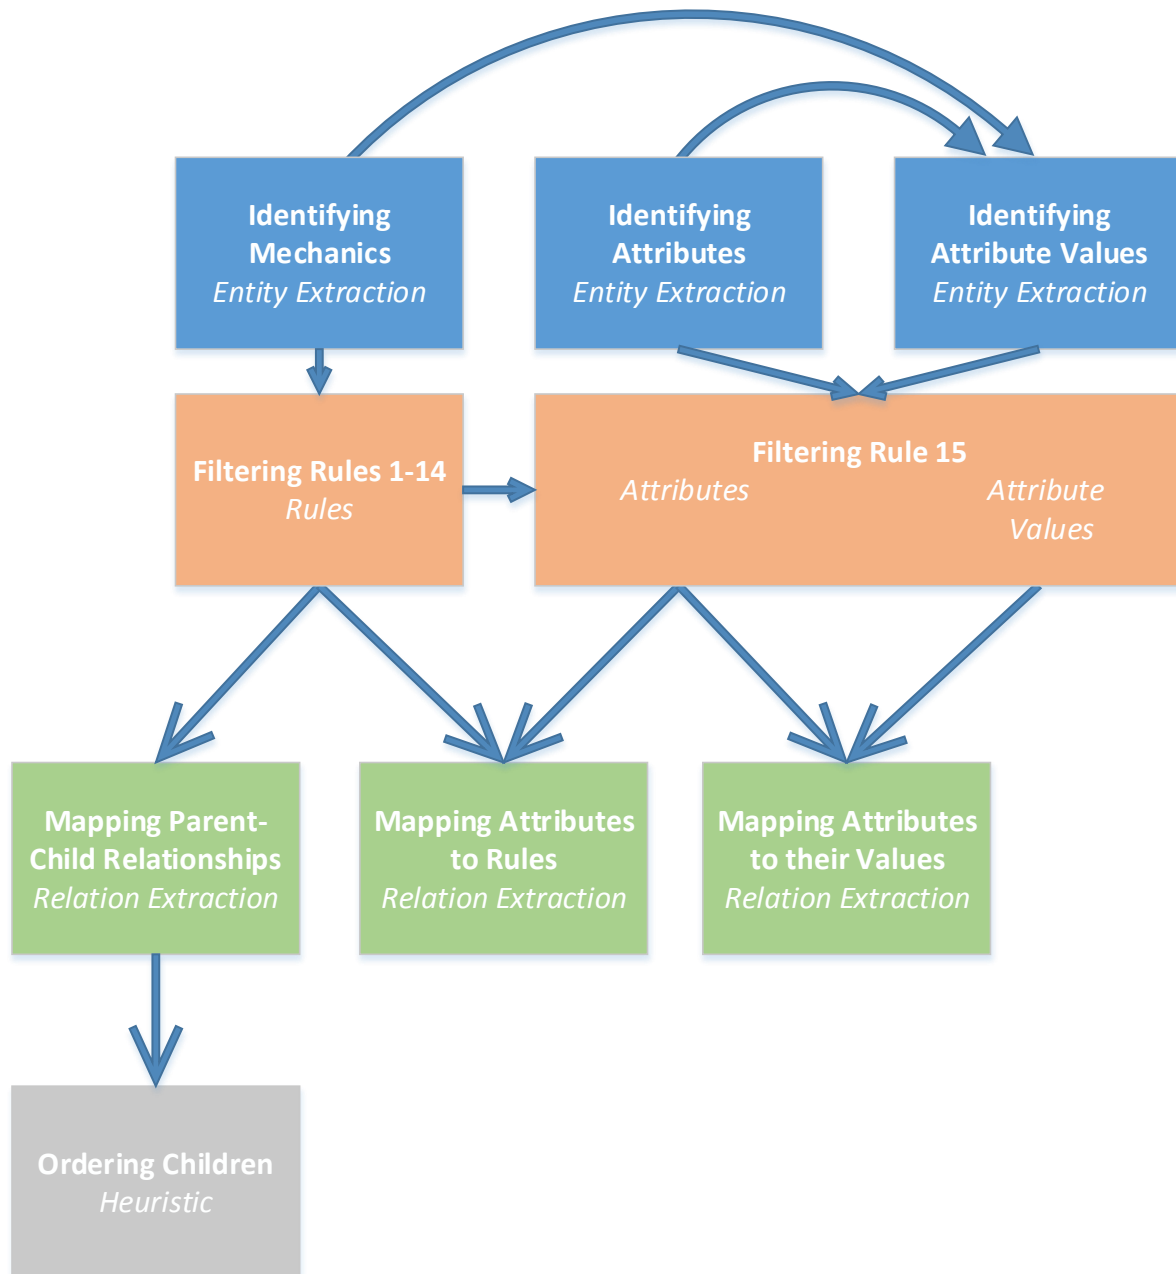 Identifying
Mechanics
Entity Extraction
Identifying
Attributes
Entity Extraction
Identifying
Attribute Values
Entity Extraction
Filtering Rules 1-14
Rules
Filtering Rule 15
Attributes
Attribute
Values
Mapping Parent-
Child Relationships
Relation Extraction
Mapping Attributes
to Rules
Relation Extraction
Mapping Attributes
to their Values
Relation Extraction
Ordering Children
Heuristic